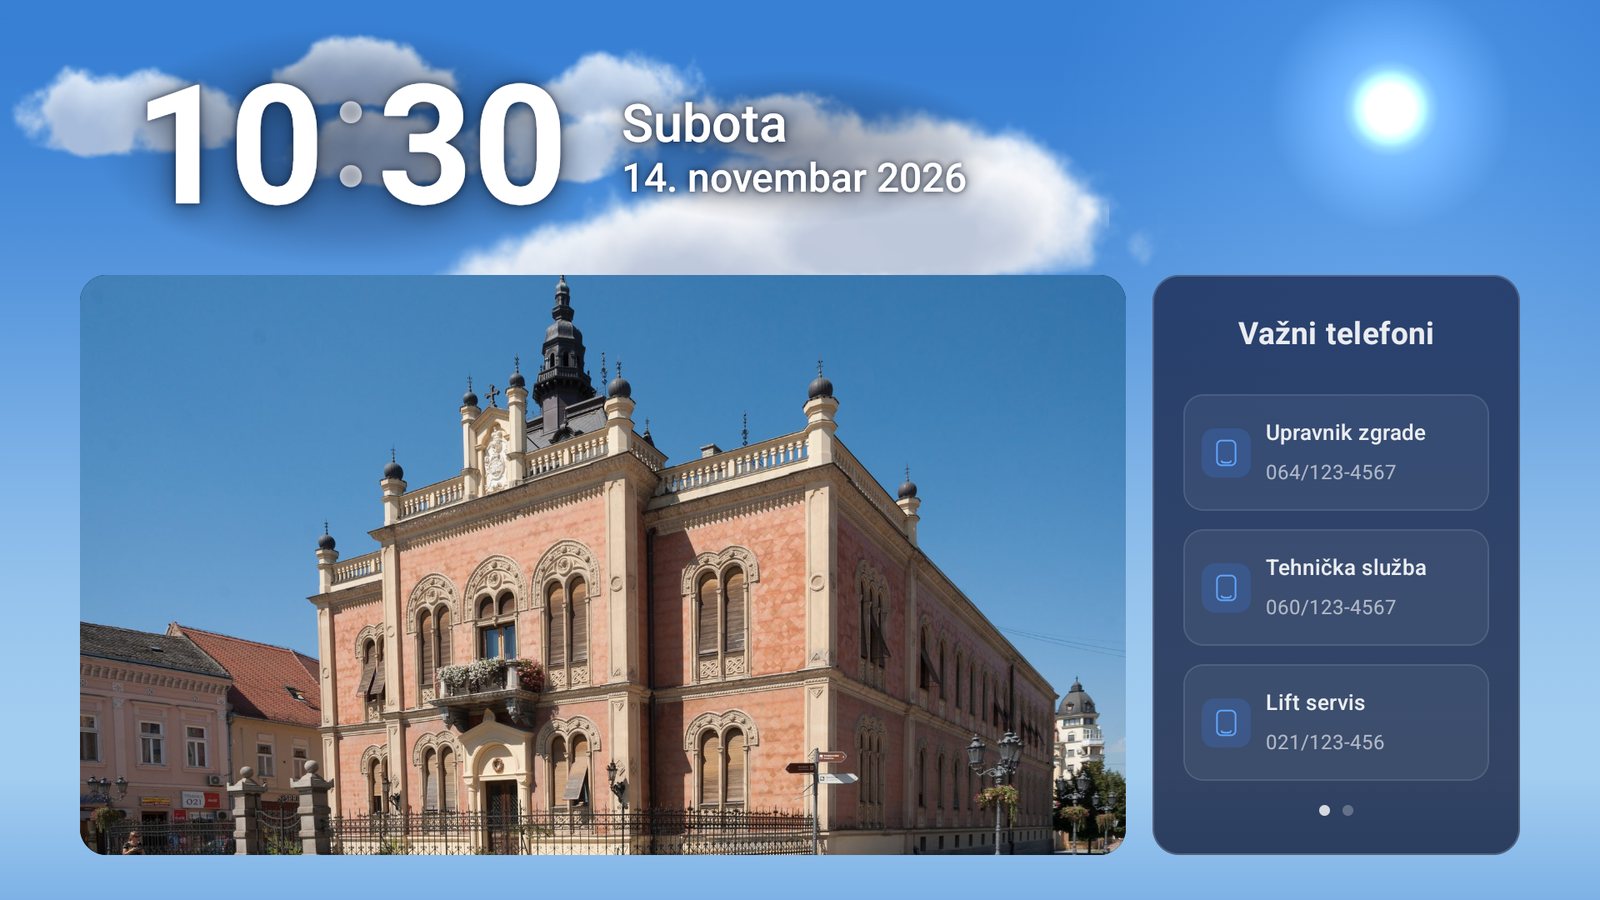 10:30
Subota
14. novembar 2026
Važni telefoni
Upravnik zgrade
064/123-4567
Tehnička služba
060/123-4567
Lift servis
021/123-456
021